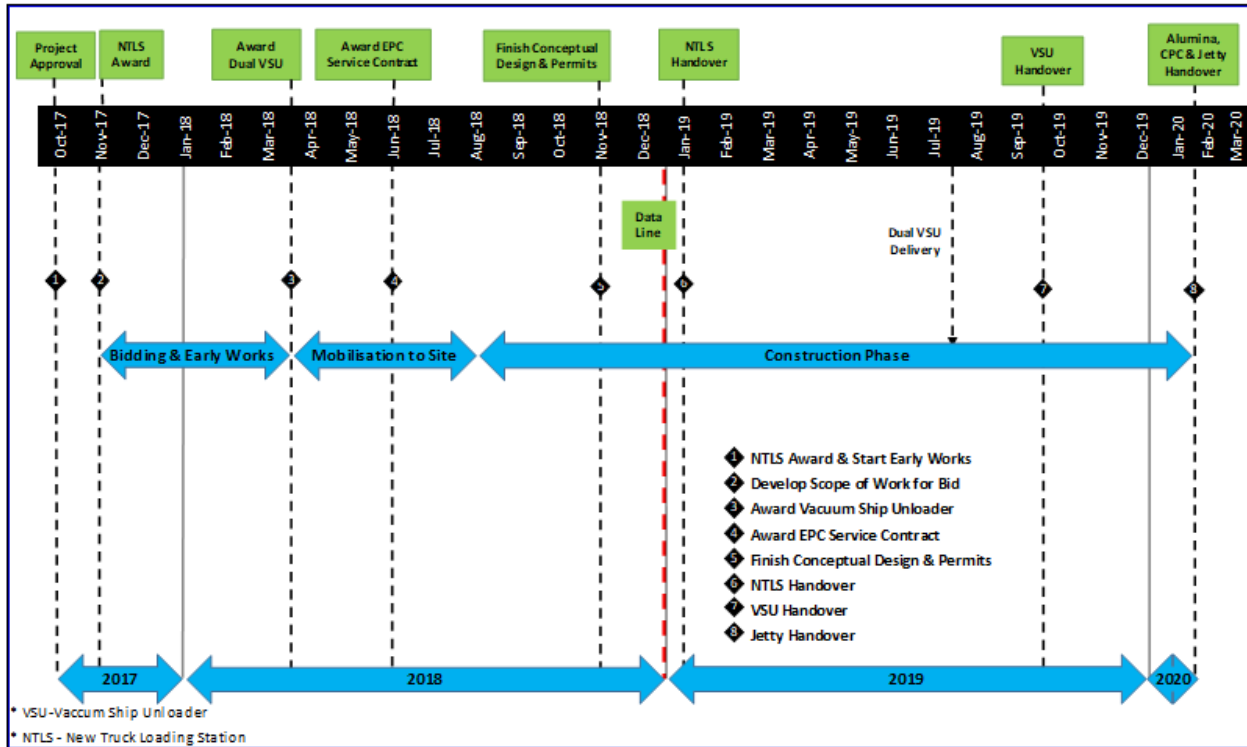 Project
Approval
NTLS
Award
Award
Dual VSU
Award EPC
Service Contract
Finish Conceptual
Design & Permits
NTLS
Handover
VSU
Handover
Alumina,
CPC & Jetty
Handover
Oct-17
Nov-17
Dec-17
Jan-18
Feb-18
Mar-18
Apr-18
May-18
Jun-18
Jul-18
Aug-18
Sep-18
Oct-18
Nov-18
Dec-18
Jan-19
Feb-19
Mar-19
Apr-19
May-19
Jun-19
Jul-19
Aug-19
Sep-19
Oct-19
Nov-19
Dec-19
Jan-20
Feb-20
Mar-20
Data
Line
Dual VSU
Delivery
1
2
3
4
5
6
7
8
Bidding & Early Works
Mobilisation to Site
Construction Phase
1 NTLS Award & Start Early Works
2 Develop Scope of Work for Bid
3 Award Vacuum Ship Unloader
4 Award EPC Service Contract
5 Finish Conceptual Design & Permits
6 NTLS Handover
7 VSU Handover
8 Jetty Handover
2017
2018
2019
2020
* VSU-Vaccum Ship Unloader
* NTLS - New Truck Loading Station